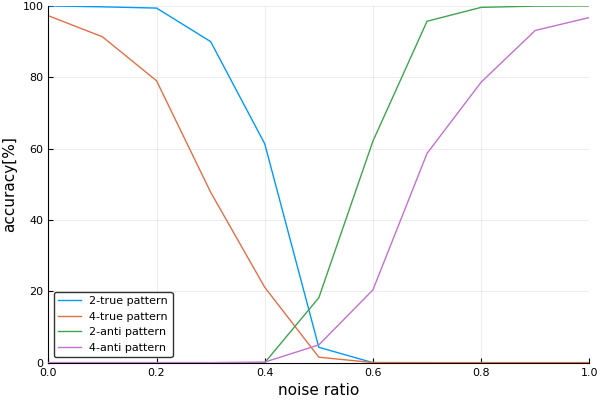 100
80
60
40
20
0
accuracy[%]
2-true pattern
4-true pattern
2-anti pattern
4-anti pattern
0.0 0.2 0.4 0.6 0.8 1.0
noise ratio